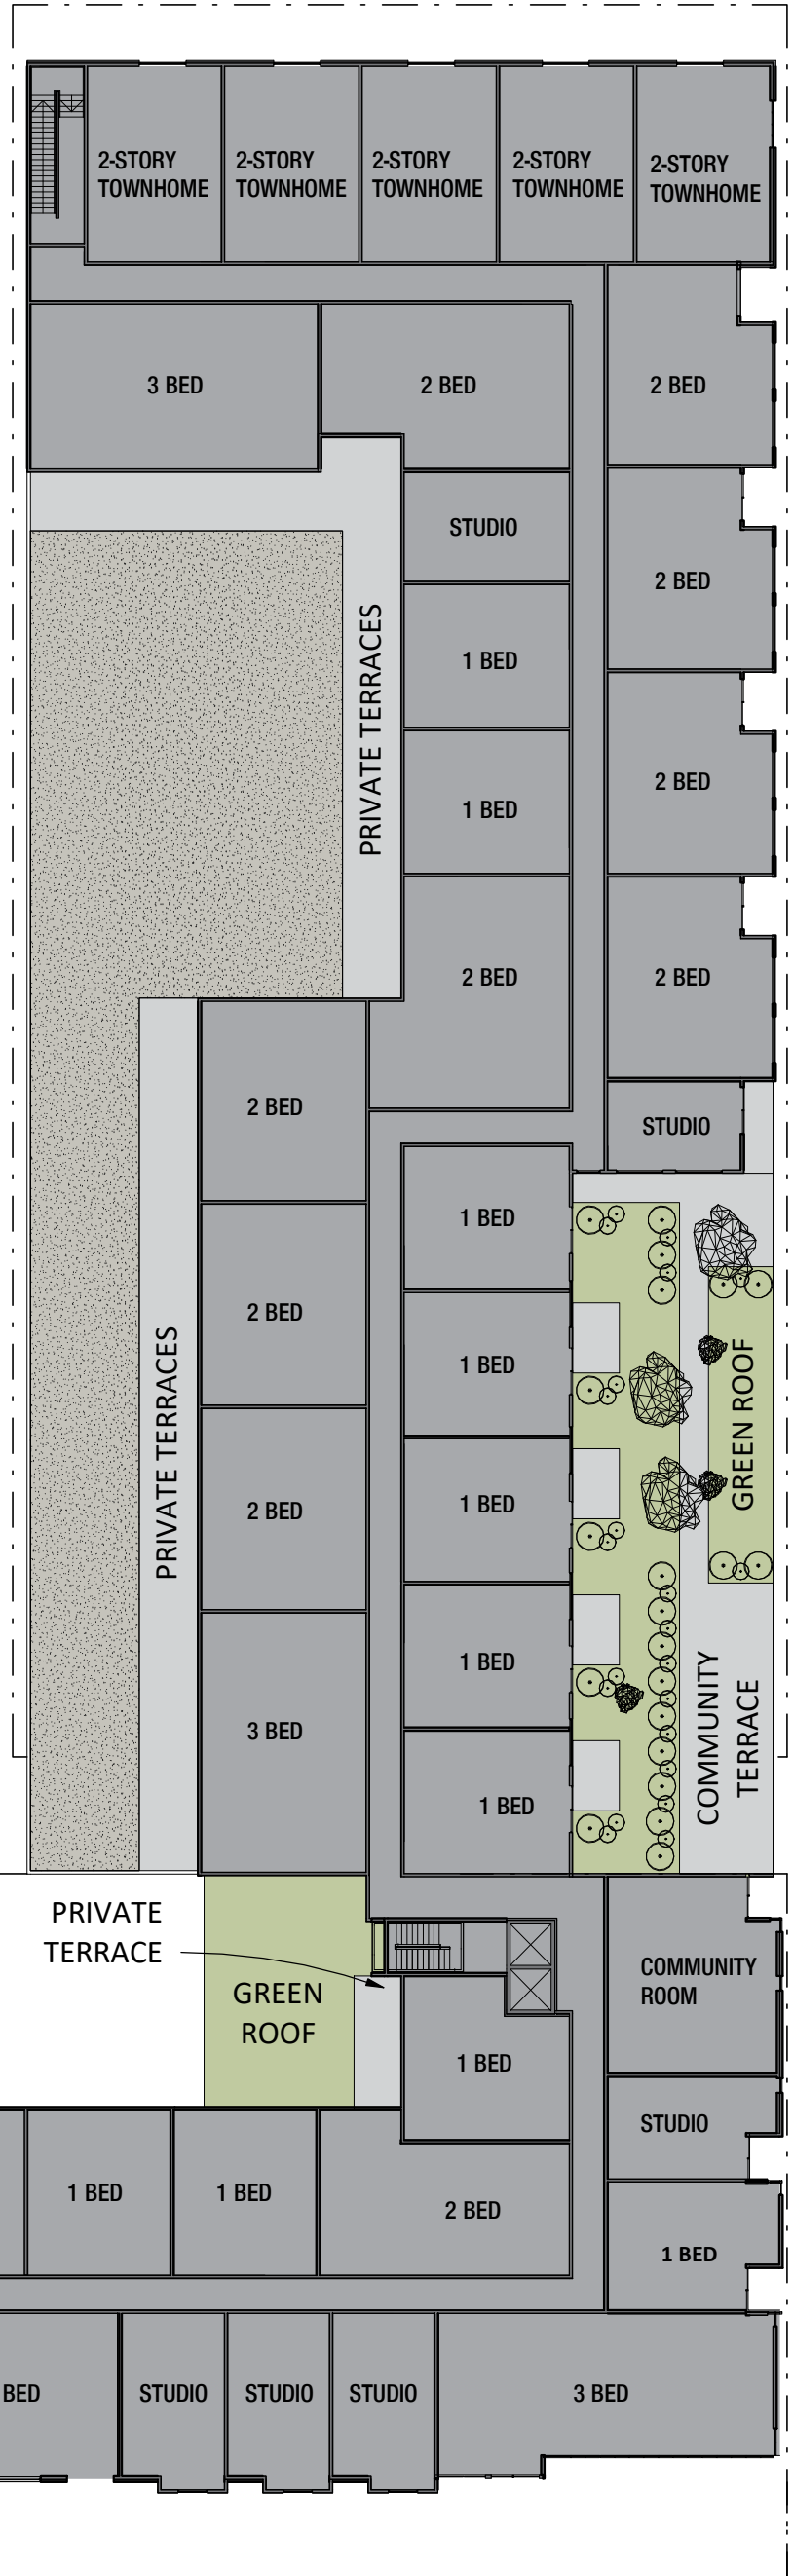 2-STORY
TOWNHOME
2-STORY
TOWNHOME
2-STORY
TOWNHOME
2-STORY
TOWNHOME
2-STORY
TOWNHOME
3 BED
2 BED
2 BED
STUDIO
2 BED
PRIVATE TERRACES
1 BED
2 BED
1 BED
2 BED
2 BED
2 BED
STUDIO
1 BED
2 BED
1 BED
GREEN ROOF
PRIVATE TERRACES
2 BED
1 BED
1 BED
3 BED
COMMUNITY
TERRACE
1 BED
PRIVATE
TERRACE
GREEN
ROOF
COMMUNITY
ROOM
1 BED
STUDIO
1 BED
1 BED
2 BED
1 BED
BED
STUDIO
STUDIO
STUDIO
3 BED